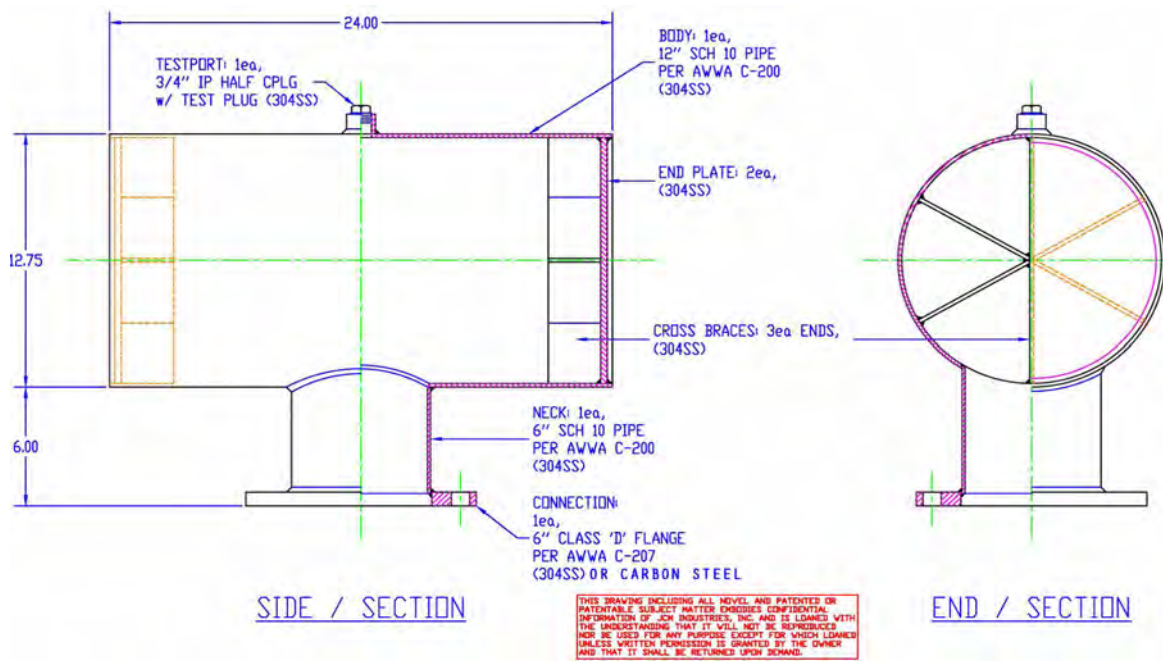 24.00
TESTPORT: 1ea,
3/4" IP HALF CPLG
w/ TEST PLUG (304SS)
BODY: 1ea,
12" SCH 10 PIPE
PER AWWA C-200
(304SS)
END PLATE: 2ea,
(304SS)
12.75
CROSS BRACES: 3ea ENDS,
(304SS)
6.00
NECK: 1ea,
6" SCH 10 PIPE
PER AWWA C-200
(304SS)
CONNECTION:
1ea,
6" CLASS 'D' FLANGE
PER AWWA C-207
(304SS) OR CARBON STEEL
SIDE / SECTION
END / SECTION
THIS DRAWING INCLUDING ALL NOVEL AND PATENTED OR
PATENTABLE SUBJECT MATTER EMBODIES CONFIDENTIAL
INFORMATION OF JCM INDUSTRIES, INC. AND IS LOANED WITH
THE UNDERSTANDING THAT IT WILL NOT BE REPRODUCED
NOR BE USED FOR ANY PURPOSE EXCEPT FOR WHICH LOANED
UNLESS WRITTEN PERMISSION IS GRANTED BY THE OWNER
AND THAT IT SHALL BE RETURNED UPON DEMAND.